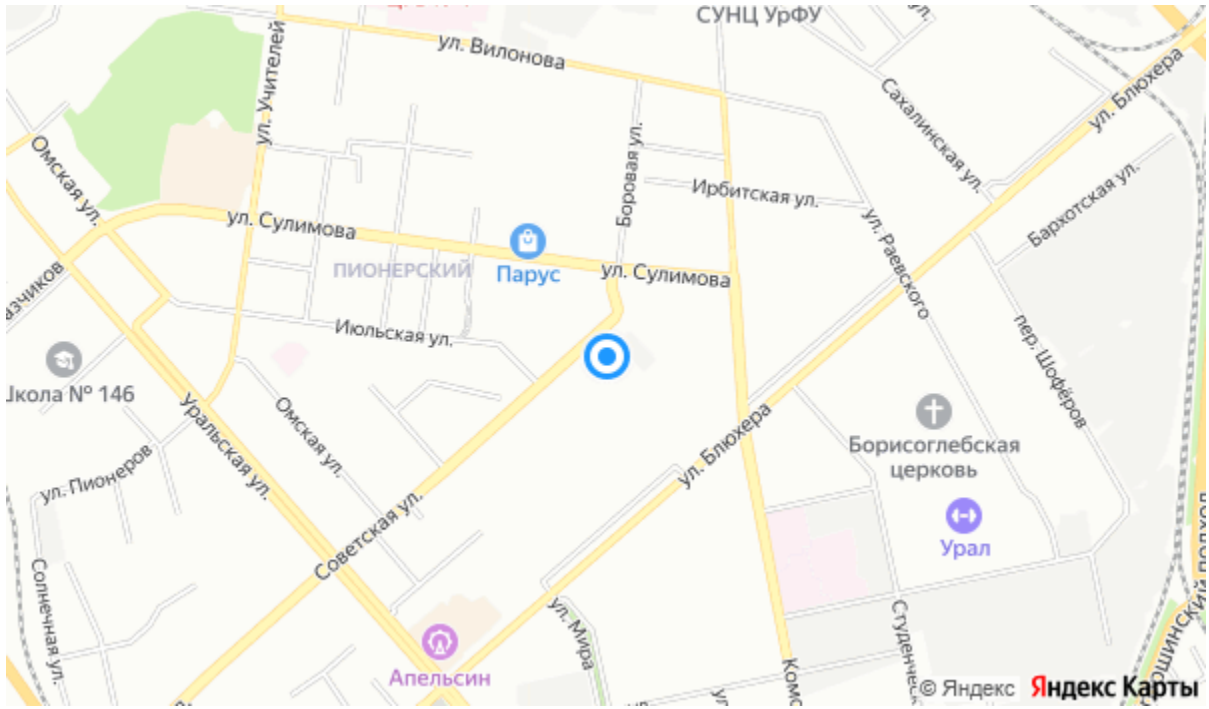 СУНЦ УрФУ
ул. Вилонова
ул. Учителей
Сахалинская ул.
ул. Блюхера
Боровая ул.
Омская ул.
Ирбитская ул.
Бархотская ул.
ул. Сулимова
ул. Раевского
ПИОНЕРСКИЙ
Парус
ул. Сулимова
Июльская ул.
пер. Шофёров
Школа № 146
Уральская ул.
Омская ул.
ул. Блюхера
Борисоглебская
церковь
ул. Пионеров
Советская ул.
Урал
Солнечная ул.
ул. Мира
Апельсин
© Яндекс
Яндекс Карты